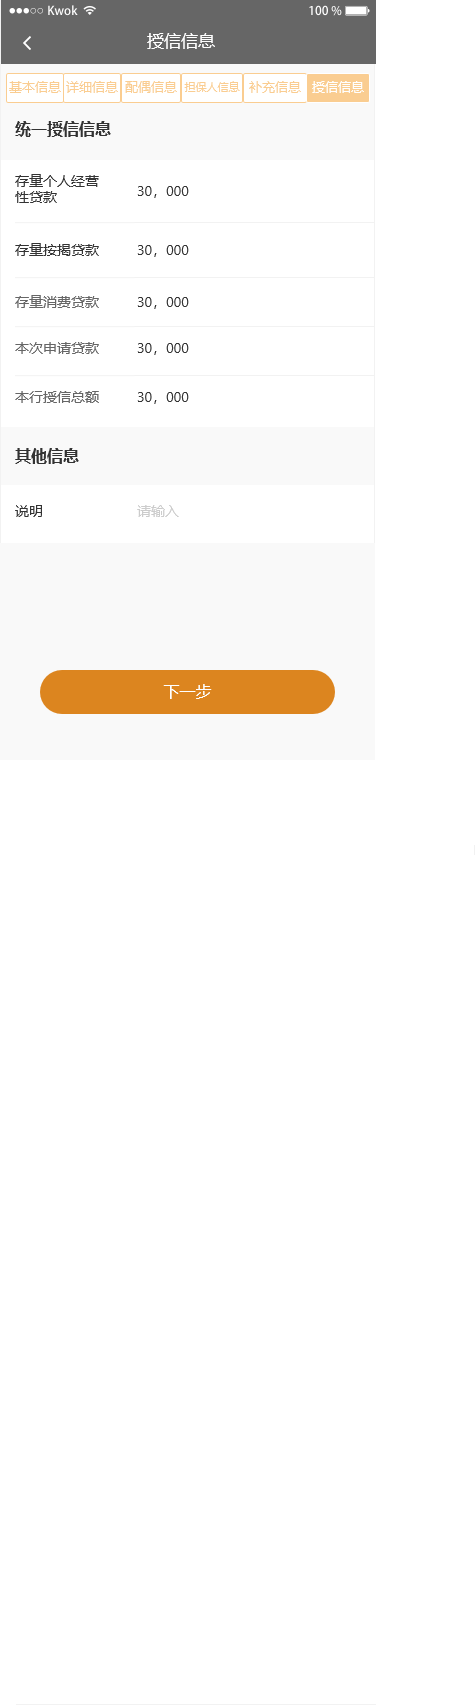 Kwok 100 %
授信信息
基本信息 详细信息 配偶信息 担保人信息 补充信息 授信信息
统一授信信息
存量个人经营
性贷款 30，000
存量按揭贷款 30，000
存量消费贷款 30，000
本次申请贷款 30，000
本行授信总额 30，000
其他信息
说明 请输入
下一步